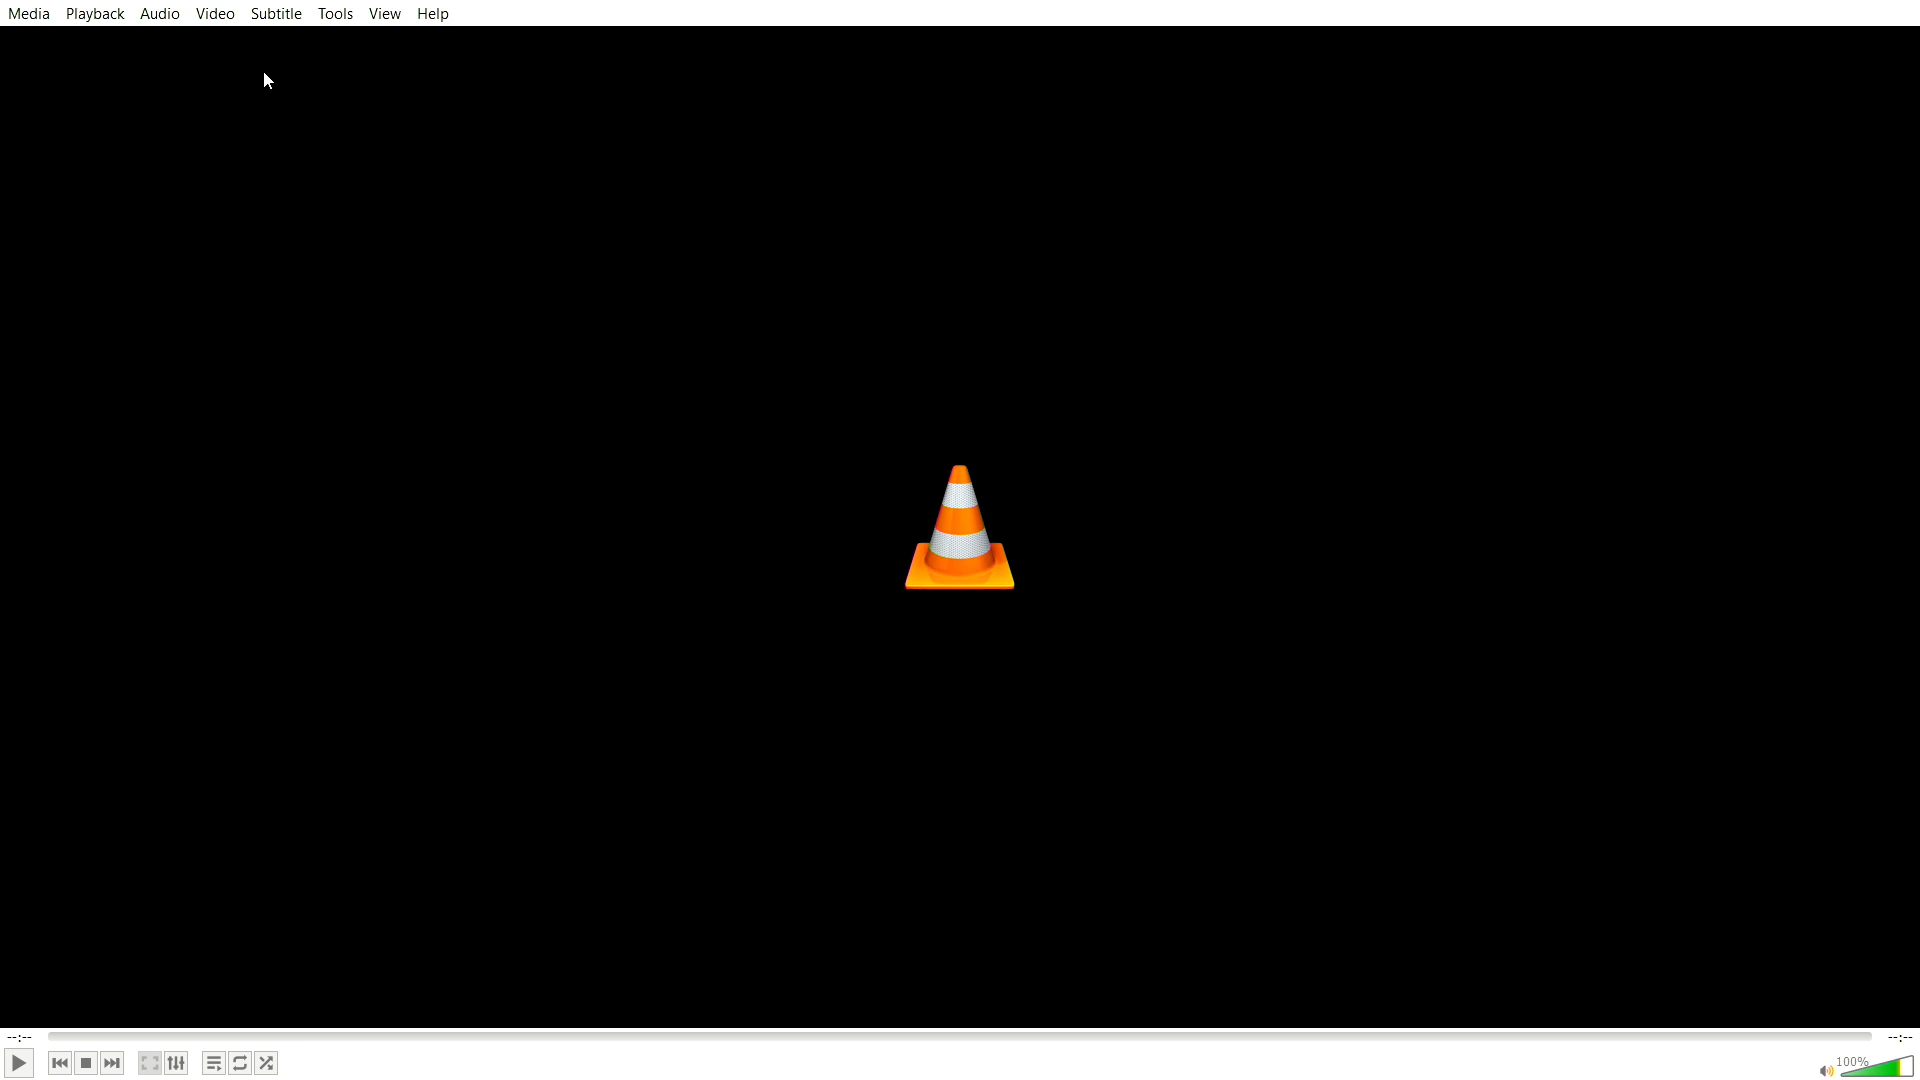 Media Playback Audio Video Subtitle Tools View Help
--:-- --:--
100%